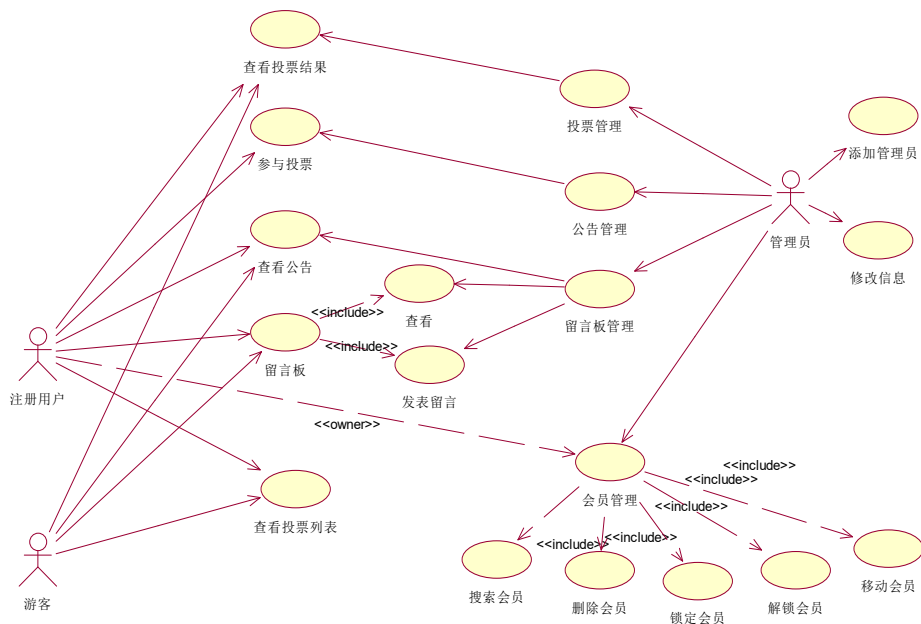 查看投票结果
投票管理
添加管理员
参与投票
公告管理
管理员
查看公告
修改信息
<<include>>
查看
留言板管理
<<include>>
留言板
发表留言
注册用户
<<owner>>
<<include>>
<<include>>
会员管理
<<include>>
查看投票列表
<<include>>
<<include>>
搜索会员
删除会员
锁定会员
解锁会员
移动会员
游客